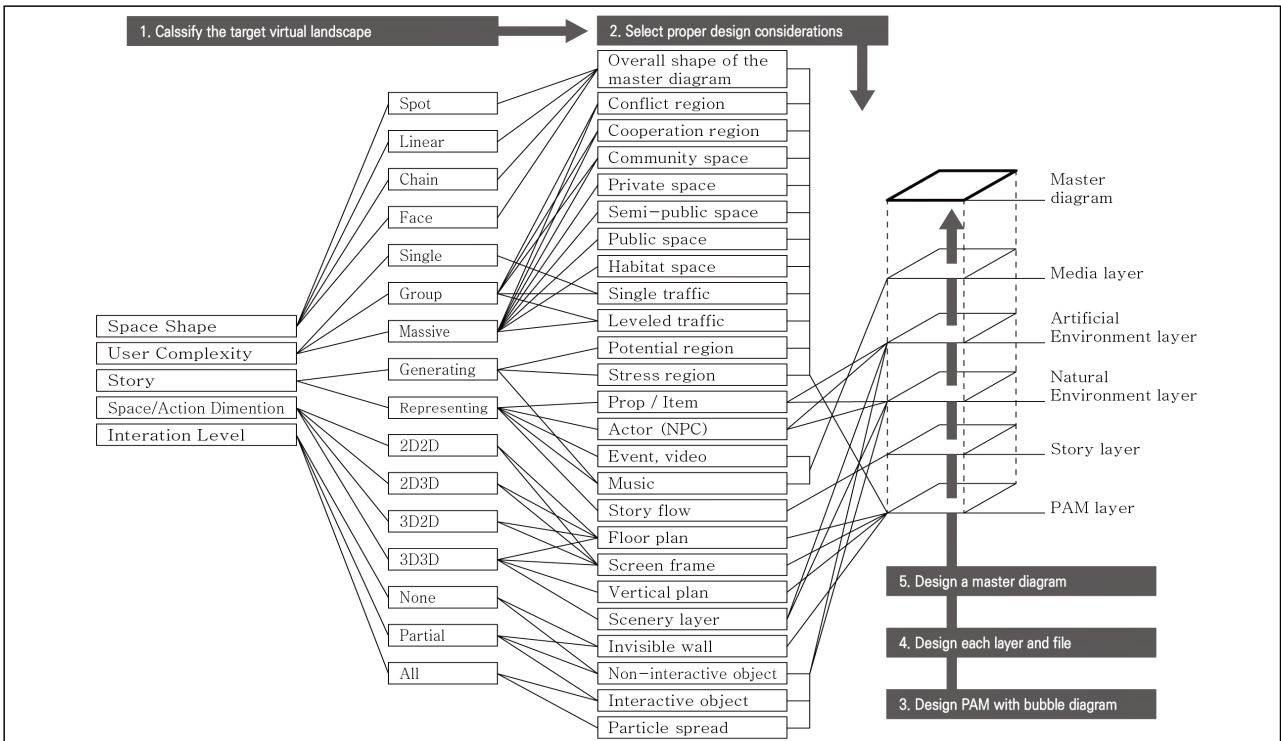 1. Calssify the target virtual landscape
2. Select proper design considerations
Space Shape
User Complexity
Story
Space/Action Dimention
Interation Level
Spot
Linear
Chain
Face
Single
Group
Massive
Generating
Representing
2D2D
2D3D
3D2D
3D3D
None
Partial
All
Overall shape of the
master diagram
Conflict region
Cooperation region
Community space
Private space
Semi-public space
Public space
Habitat space
Single traffic
Leveled traffic
Potential region
Stress region
Prop / Item
Actor (NPC)
Event, video
Music
Story flow
Floor plan
Screen frame
Vertical plan
Scenery layer
Invisible wall
Non-interactive object
Interactive object
Particle spread
Master
diagram
Media layer
Artificial
Environment layer
Natural
Environment layer
Story layer
PAM layer
5. Design a master diagram
4. Design each layer and file
3. Design PAM with bubble diagram